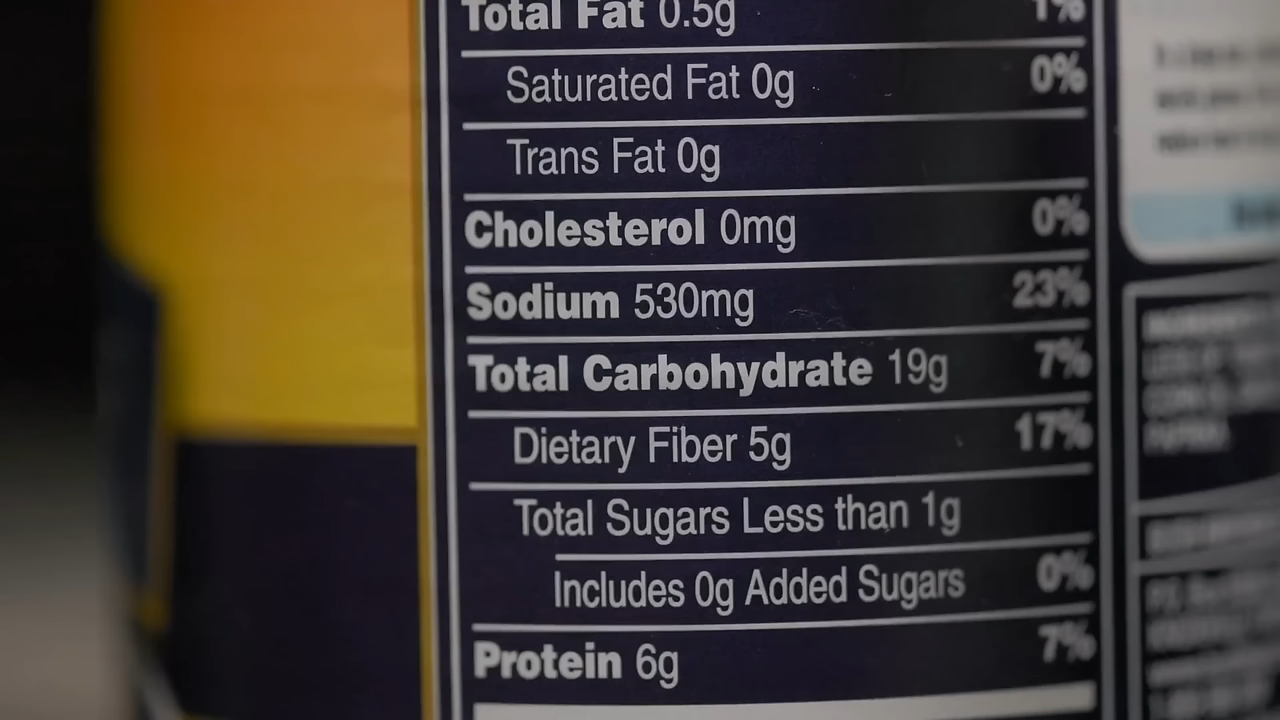 Total Fat 0.5g 1%
Saturated Fat 0g 0%
Trans Fat 0g
Cholesterol 0mg 0%
Sodium 530mg 23%
Total Carbohydrate 19g 7%
Dietary Fiber 5g 17%
Total Sugars Less than 1g
Includes 0g Added Sugars 0%
Protein 6g 7%